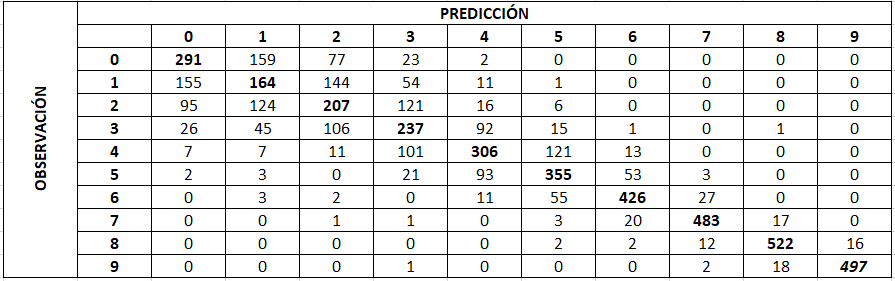 PREDICCIÓN
0 1 2 3 4 5 6 7 8 9
OBSERVACIÓN
0 291 159 77 23 2 0 0 0 0 0
1 155 164 144 54 11 1 0 0 0 0
2 95 124 207 121 16 6 0 0 0 0
3 26 45 106 237 92 15 1 0 1 0
4 7 7 11 101 306 121 13 0 0 0
5 2 3 0 21 93 355 53 3 0 0
6 0 3 2 0 11 55 426 27 0 0
7 0 0 1 1 0 3 20 483 17 0
8 0 0 0 0 0 2 2 12 522 16
9 0 0 0 1 0 0 0 2 18 497